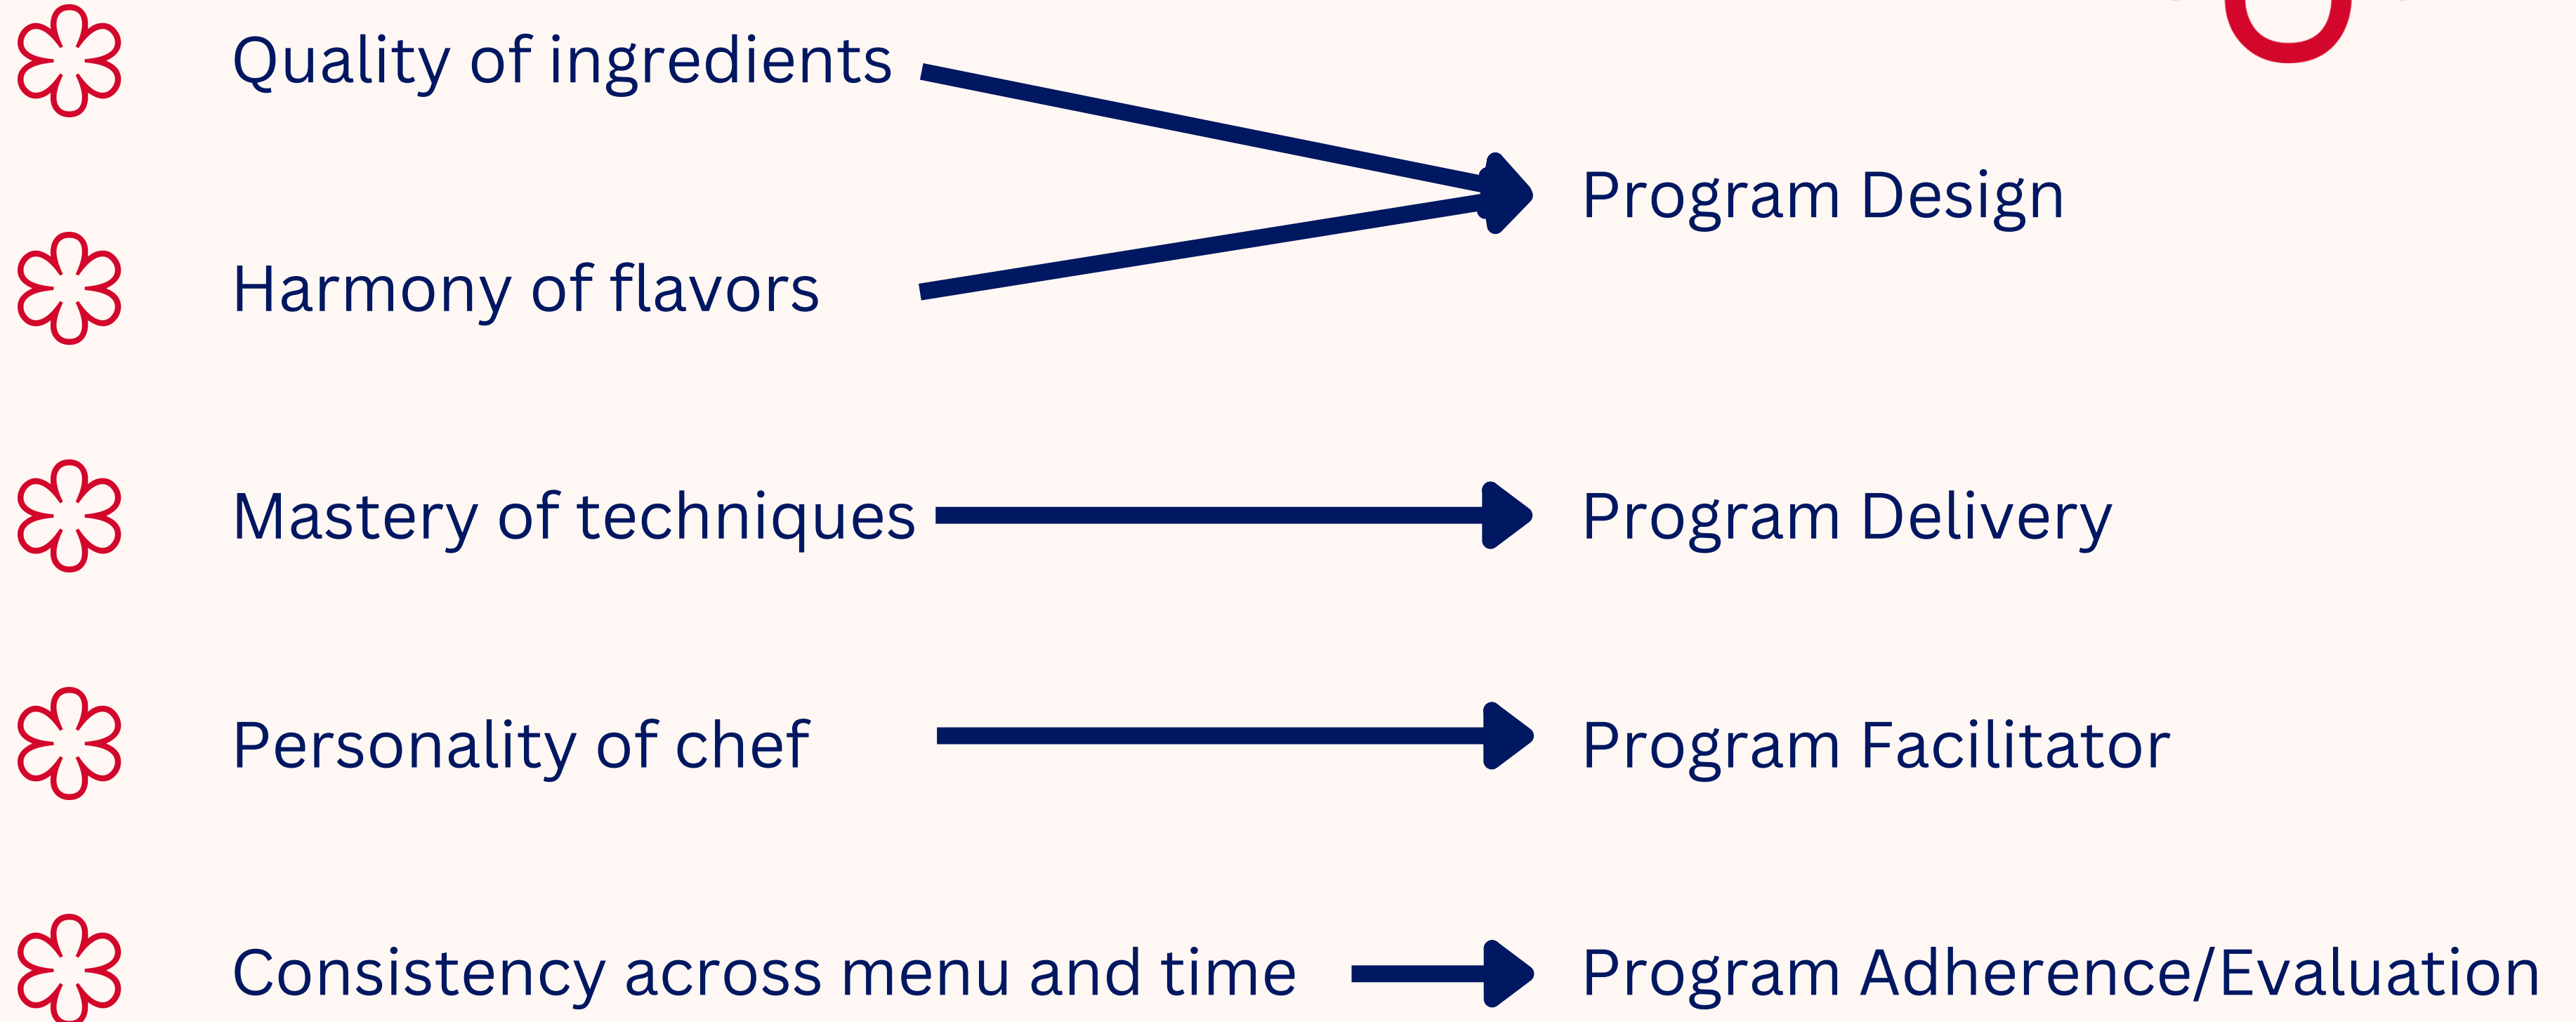 Quality of ingredients
Program Design
Harmony of flavors
Mastery of techniques
Program Delivery
Personality of chef
Program Facilitator
Consistency across menu and time
Program Adherence/Evaluation